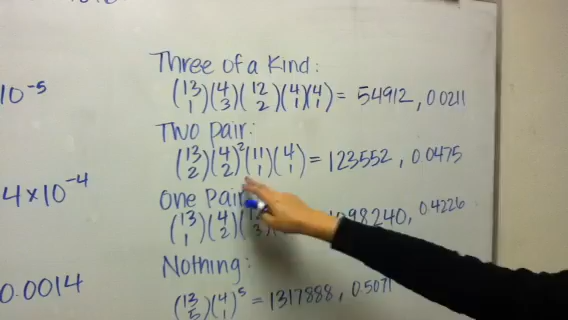 10⁻⁵
Three of a Kind:
(13 1)(4 3)(12 2)(4 1)(4 1) = 54912, 0.0211
Two pair:
(13 2)(4 2)²(11 1)(4 1) = 123552, 0.0475
4x10⁻⁴
One Pair
(13 1)(4 2) 1098240, 0.4226
Nothing:
0.0014
(13 5)(4 1)⁵ = 1317888, 0.5071